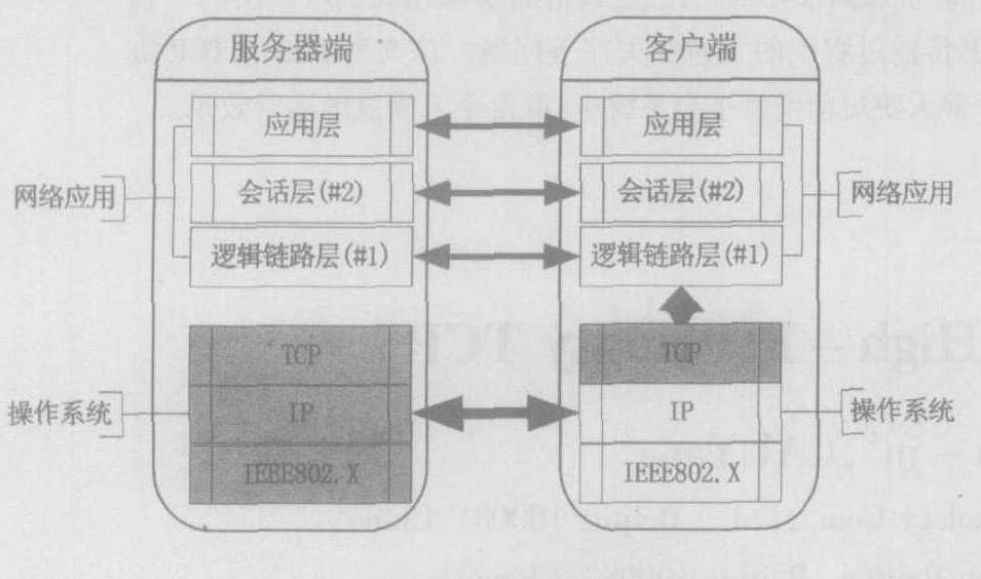 服务器端
客户端
应用层
应用层
网络应用
会话层(#2)
会话层(#2)
网络应用
逻辑链路层(#1)
逻辑链路层(#1)
TCP
TCP
操作系统
IP
IP
操作系统
IEEE802.X
IEEE802.X